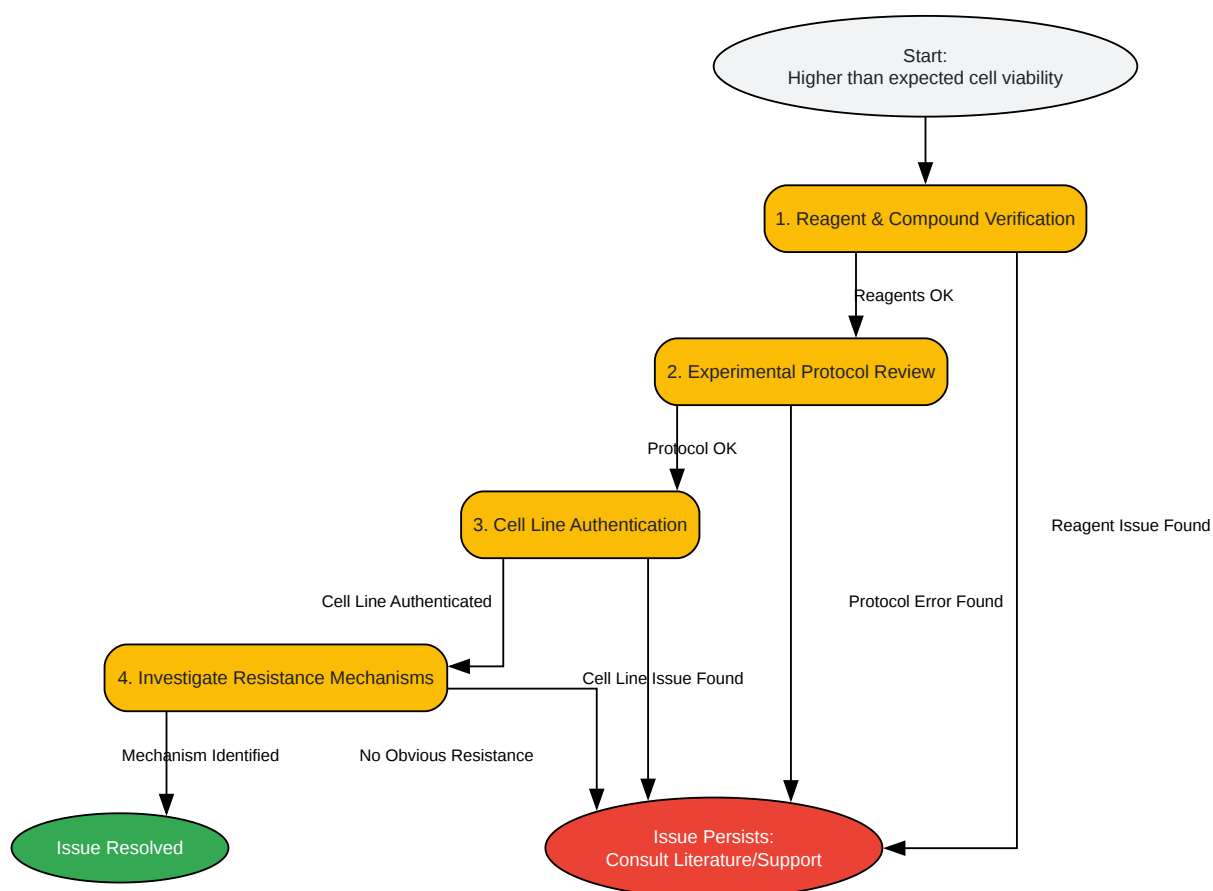 Start:
Higher than expected cell viability
1. Reagent & Compound Verification
Reagents OK
2. Experimental Protocol Review
Protocol OK
3. Cell Line Authentication
Reagent Issue Found
Cell Line Authenticated
Protocol Error Found
4. Investigate Resistance Mechanisms
Cell Line Issue Found
Mechanism Identified
No Obvious Resistance
Issue Resolved
Issue Persists:
Consult Literature/Support